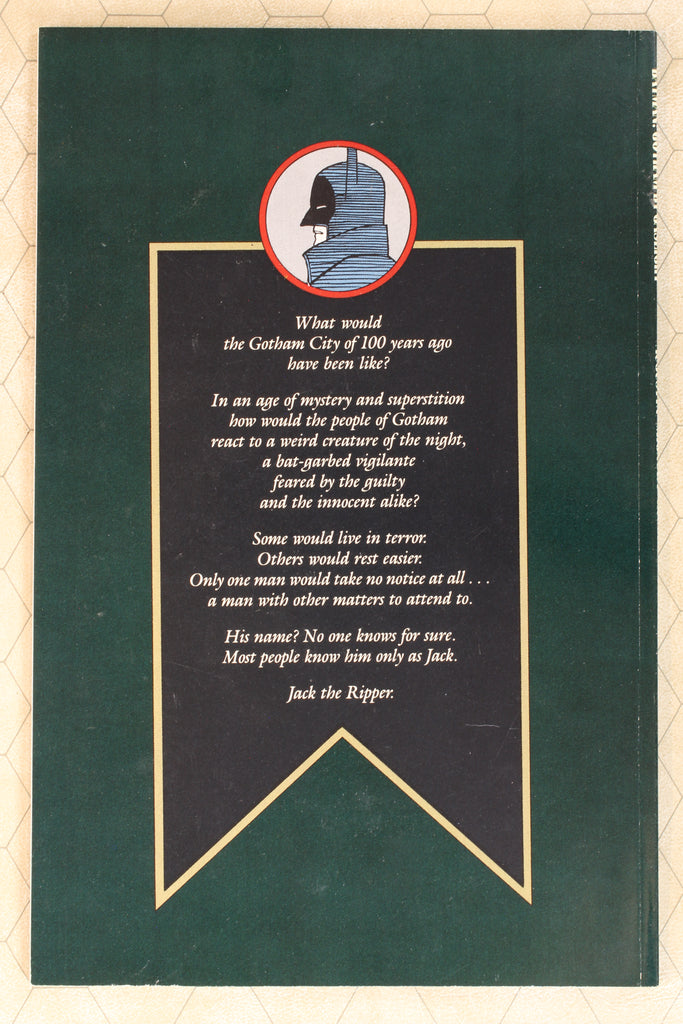 What would
the Gotham City of 100 years ago
have been like?
In an age of mystery and superstition
how would the people of Gotham
react to a weird creature of the night,
a bat-garbed vigilante
feared by the guilty
and the innocent alike?
Some would live in terror.
Others would rest easier.
Only one man would take no notice at all . . .
a man with other matters to attend to.
His name? No one knows for sure.
Most people know him only as Jack.
Jack the Ripper.